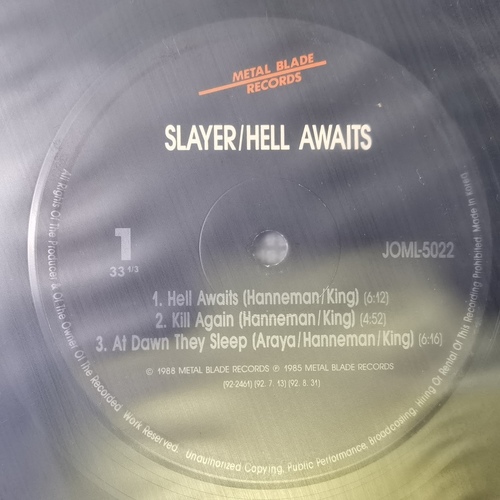 METAL BLADE
RECORDS
SLAYER/HELL AWAITS
1
33 1/3
JOML-5022
1. Hell Awaits (Hanneman/King) (6:12)
2. Kill Again (Hanneman/King) (4:52)
3. At Dawn They Sleep (Araya/Hanneman/King) (6:16)
© 1988 METAL BLADE RECORDS ℗ 1985 METAL BLADE RECORDS
(92-2461) (92. 7. 13) (92. 8. 31)
All Rights Of The Producer & Of The Owner Of The Recorded Work Reserved. Unauthorized Copying, Public Performance, Broadcasting, Hiring Or Rental Of This Recording Prohibited. Made In Korea.